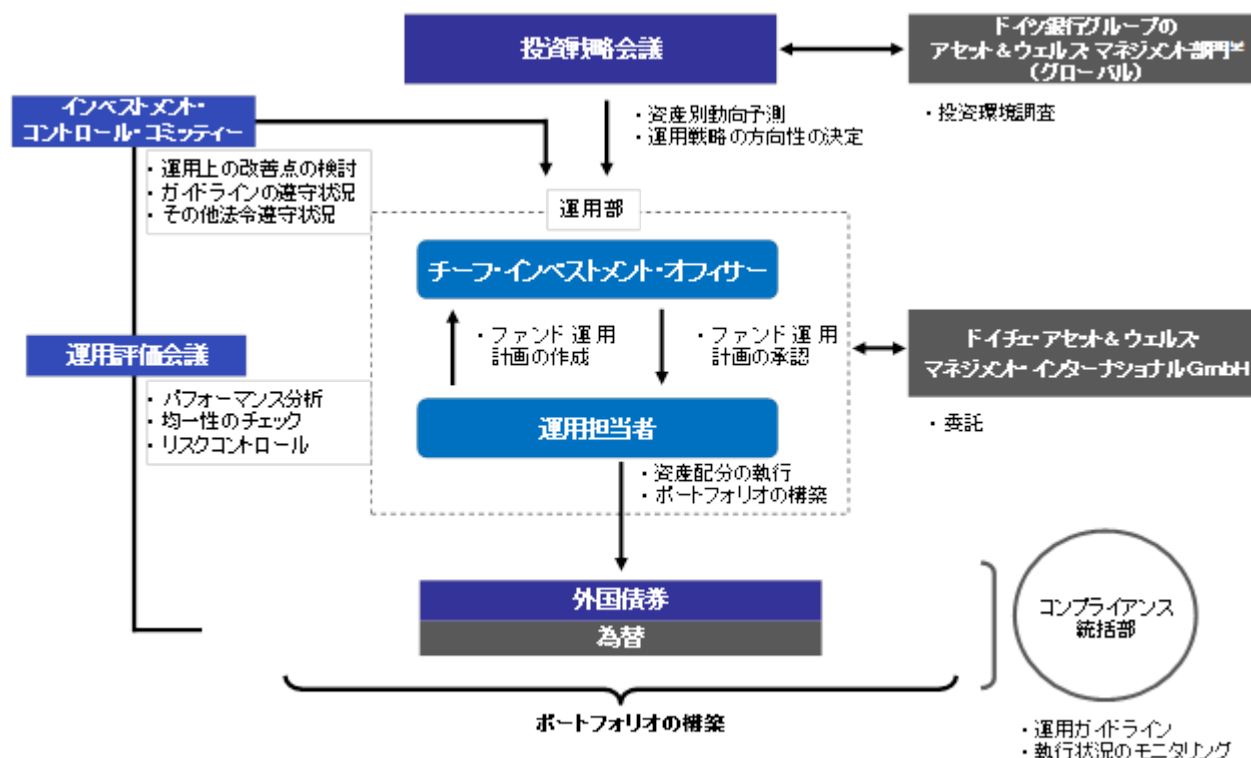 投資戦略会議
ドイツ銀行グループの
アセット&ウェルス・マネジメント部門
(グローバル)
・投資環境調査
・資産別動向予測
・運用戦略の方向性の決定
インベストメント・
コントロール・コミッティー
・運用上の改善点の検討
・ガイドラインの遵守状況
・その他法令遵守状況
運用部
チーフ・インベストメント・オフィサー
・ファンド運用
計画の作成
・ファンド運用
計画の承認
運用評価会議
・パフォーマンス分析
・均一性のチェック
・リスクコントロール
ドイチェ・アセット&ウェルス・
マネジメント・インターナショナルGmbH
・委託
運用担当者
・資産配分の執行
・ポートフォリオの構築
外国債券
為替
コンプライアンス
統括部
ポートフォリオの構築
・運用ガイドライン
・執行状況のモニタリング